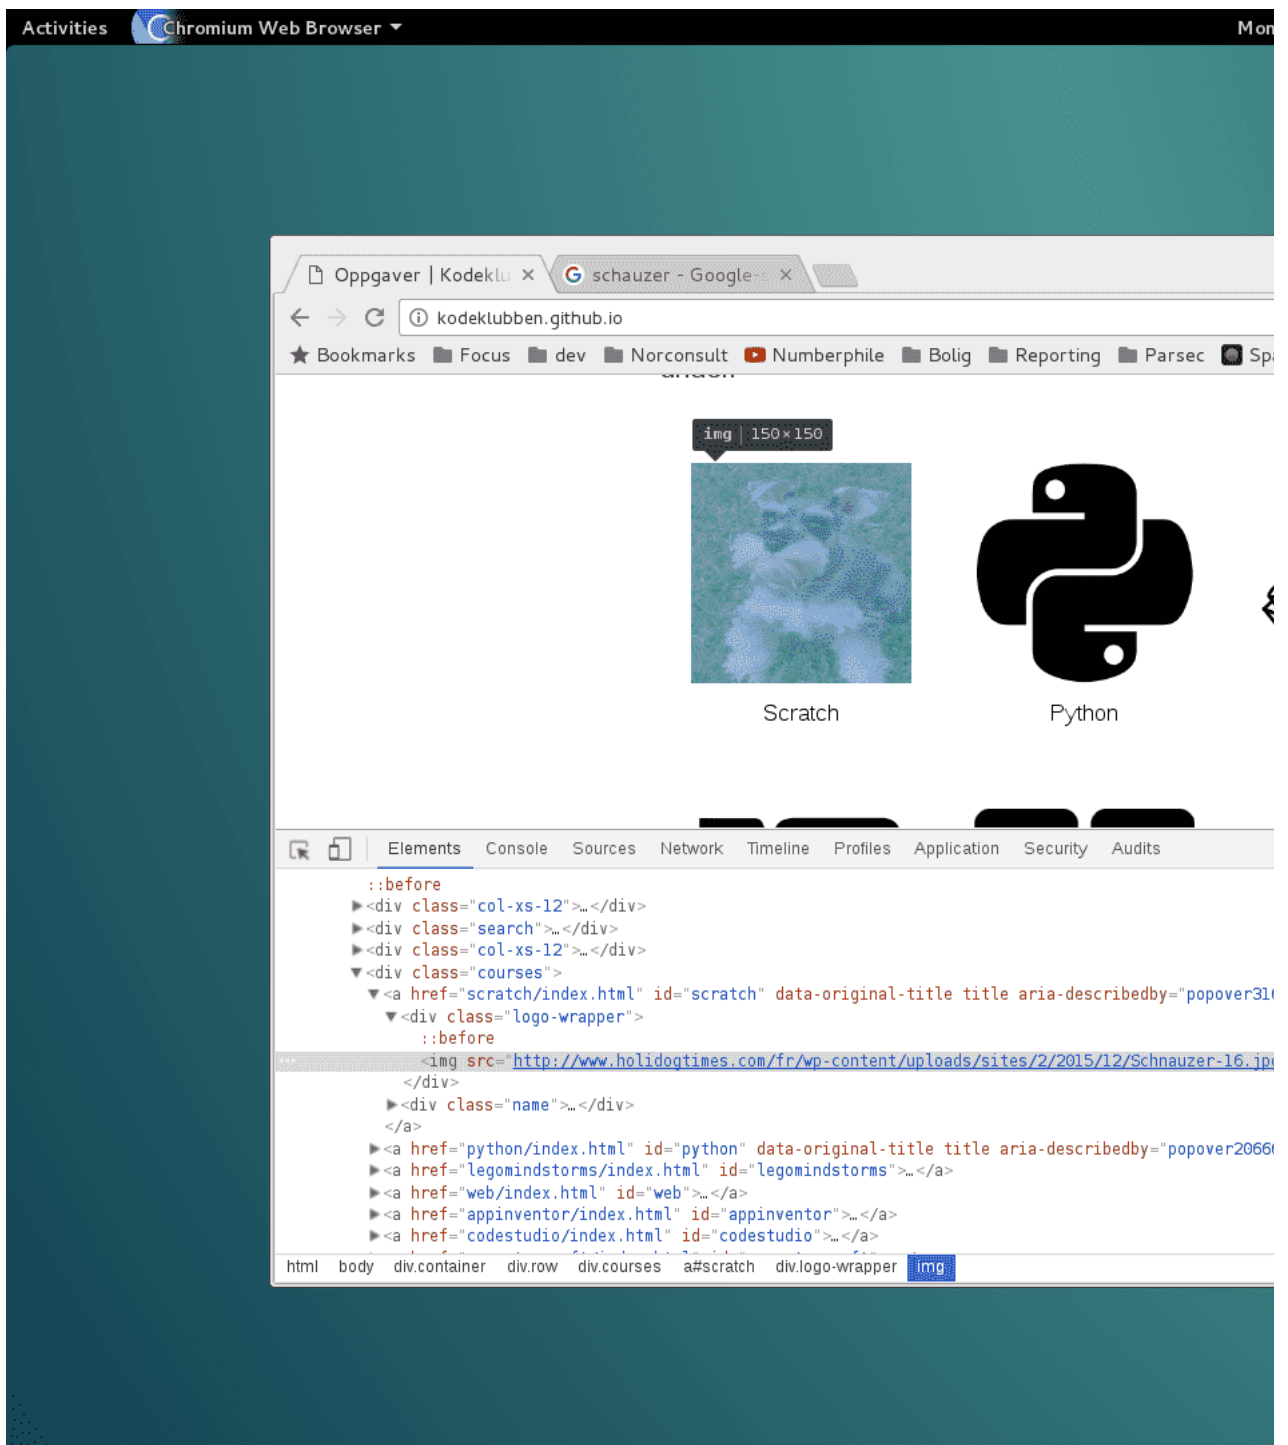 Activities Chromium Web Browser Mon
Oppgaver | Kodeklu × schauzer - Google-s ×
kodeklubben.github.io
Bookmarks Focus dev Norconsult Numberphile Bolig Reporting Parsec Spa
img 150×150
Scratch Python
Elements Console Sources Network Timeline Profiles Application Security Audits
::before
▶<div class="col-xs-12">…</div>
▶<div class="search">…</div>
▶<div class="col-xs-12">…</div>
▼<div class="courses">
▼<a href="scratch/index.html" id="scratch" data-original-title title aria-describedby="popover316
▼<div class="logo-wrapper">
::before
<img src="http://www.holidogtimes.com/fr/wp-content/uploads/sites/2/2015/12/Schnauzer-16.jpg
</div>
▶<div class="name">…</div>
</a>
▶<a href="python/index.html" id="python" data-original-title title aria-describedby="popover2066
▶<a href="legomindstorms/index.html" id="legomindstorms">…</a>
▶<a href="web/index.html" id="web">…</a>
▶<a href="appinventor/index.html" id="appinventor">…</a>
▶<a href="codestudio/index.html" id="codestudio">…</a>
html body div.container div.row div.courses a#scratch div.logo-wrapper img